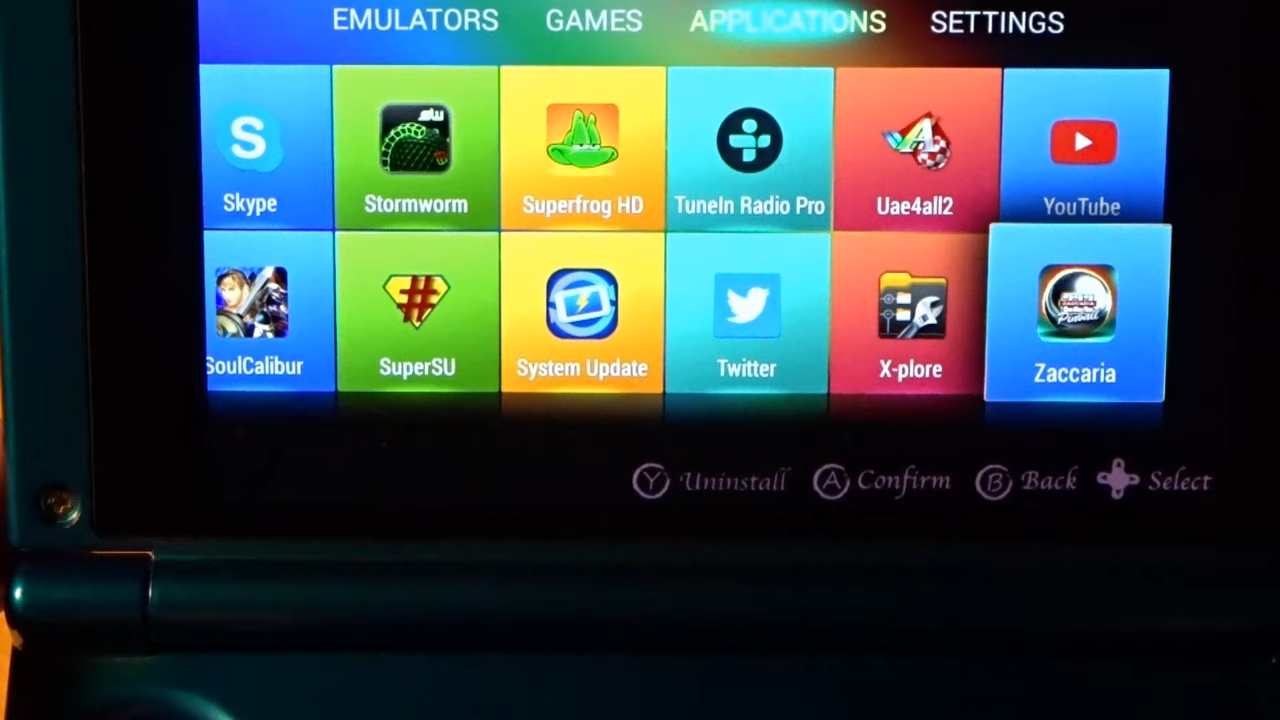 EMULATORS GAMES APPLICATIONS SETTINGS
Skype Stormworm Superfrog HD TuneIn Radio Pro Uae4all2 YouTube
SoulCalibur SuperSU System Update Twitter X-plore Zaccaria
Y Uninstall A Confirm B Back Select